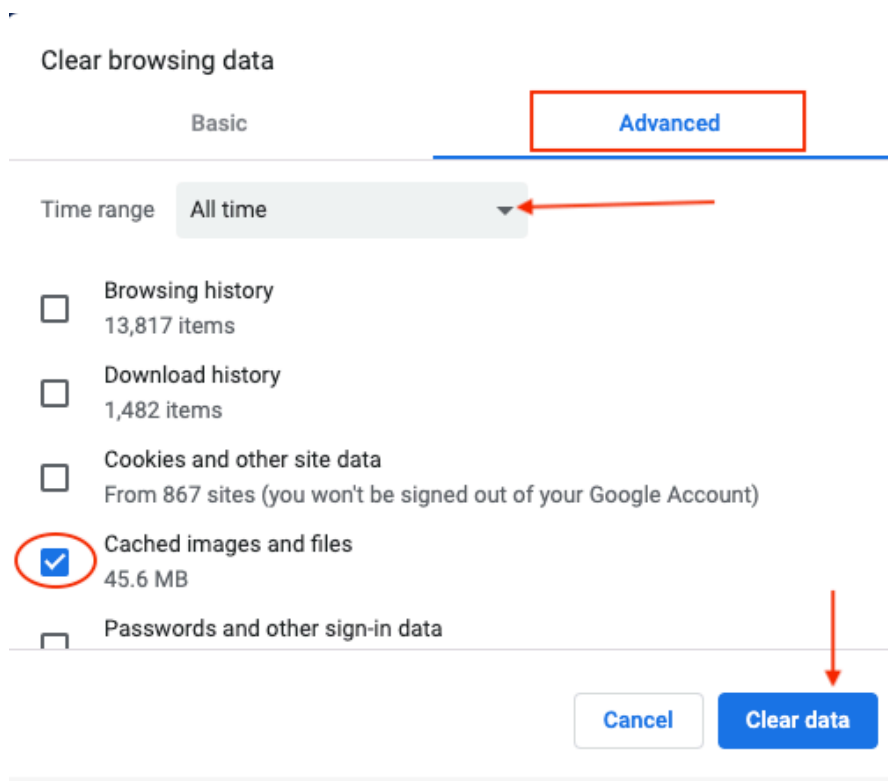 Clear browsing data
Basic
Advanced
Time range
All time
Browsing history
13,817 items
Download history
1,482 items
Cookies and other site data
From 867 sites (you won't be signed out of your Google Account)
Cached images and files
45.6 MB
Passwords and other sign-in data
Cancel
Clear data